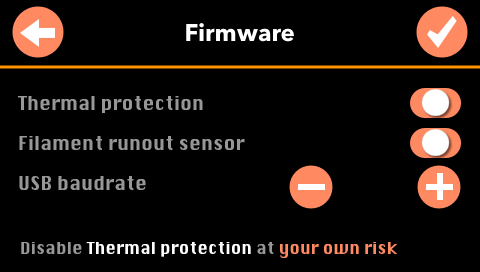 Firmware
Thermal protection
Filament runout sensor
USB baudrate
Disable Thermal protection at your own risk